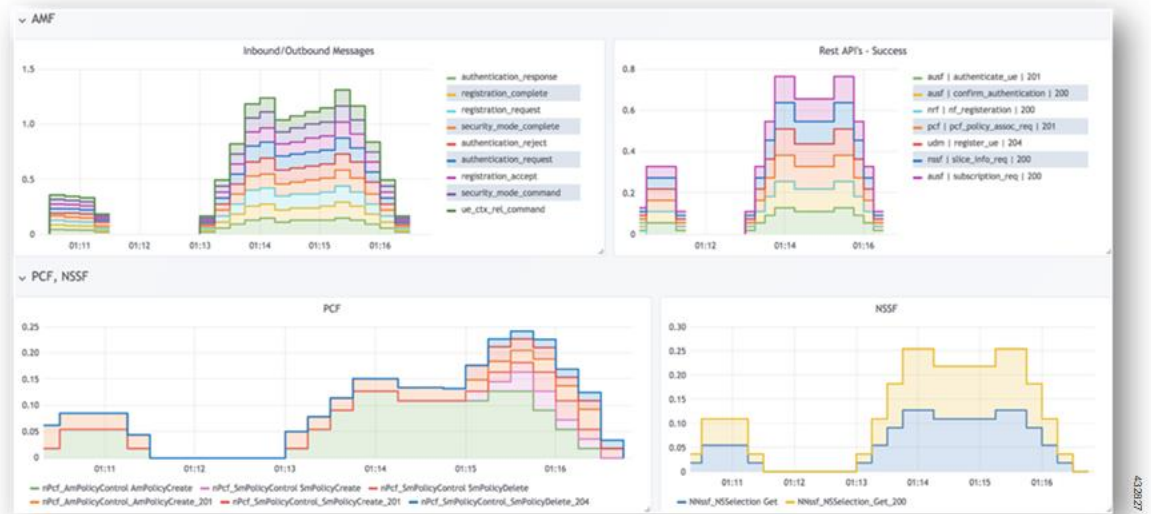 AMF
Inbound/Outbound Messages
1.5
1.0
0.5
0
01:11 01:12 01:13 01:14 01:15 01:16
authentication_response
registration_complete
registration_request
security_mode_complete
authentication_reject
authentication_request
registration_accept
security_mode_command
ue_ctx_rel_command
Rest API's - Success
0.8
0.6
0.4
0.2
0
01:12 01:14 01:16
ausf | authenticate_ue | 201
ausf | confirm_authentication | 200
nrf | nf_registeration | 200
pcf | pcf_policy_assoc_req | 201
udm | register_ue | 204
nssf | slice_info_req | 200
ausf | subscription_req | 200
PCF, NSSF
PCF
0.25
0.20
0.15
0.10
0.05
0
01:11 01:12 01:13 01:14 01:15 01:16
nPcf_AmPolicyControl AmPolicyCreate nPcf_SmPolicyControl SmPolicyCreate nPcf_SmPolicyControl SmPolicyDelete
nPcf_AmPolicyControl_AmPolicyCreate_201 nPcf_SmPolicyControl_SmPolicyCreate_201 nPcf_SmPolicyControl_SmPolicyDelete_204
NSSF
0.30
0.25
0.20
0.15
0.10
0.05
0
01:11 01:12 01:13 01:14 01:15 01:16
NNssf_NSSelection Get NNssf_NSSelection_Get_200
432827